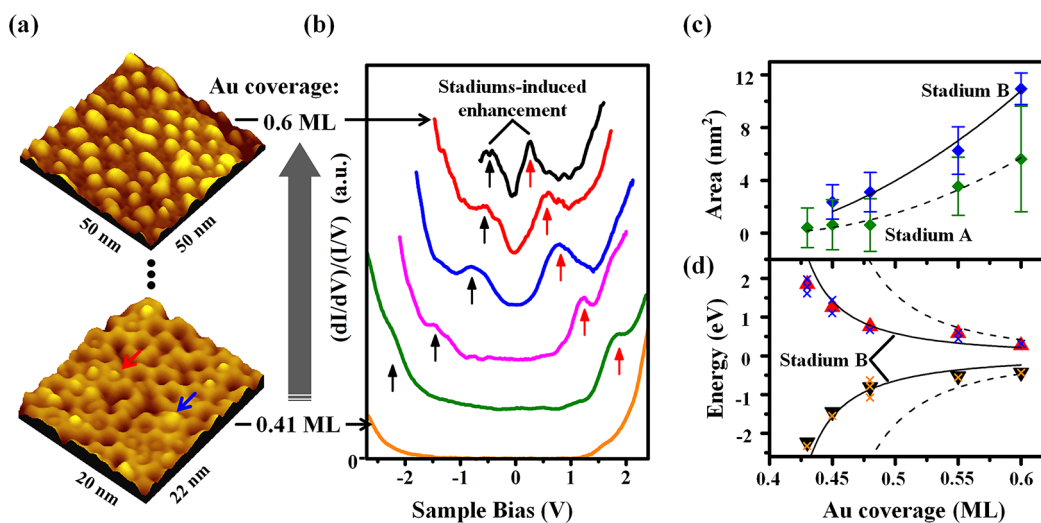 (a)
50 nm
50 nm
20 nm
22 nm
Au coverage:
0.6 ML
0.41 ML
(b)
Stadiums-induced
enhancement
(dI/dV)/(I/V) (a.u.)
0
-2
-1
0
1
2
Sample Bias (V)
(c)
12
8
4
0
Area (nm²)
Stadium B
Stadium A
(d)
2
1
0
-1
-2
Energy (eV)
Stadium B
0.4
0.45
0.5
0.55
0.6
Au coverage (ML)